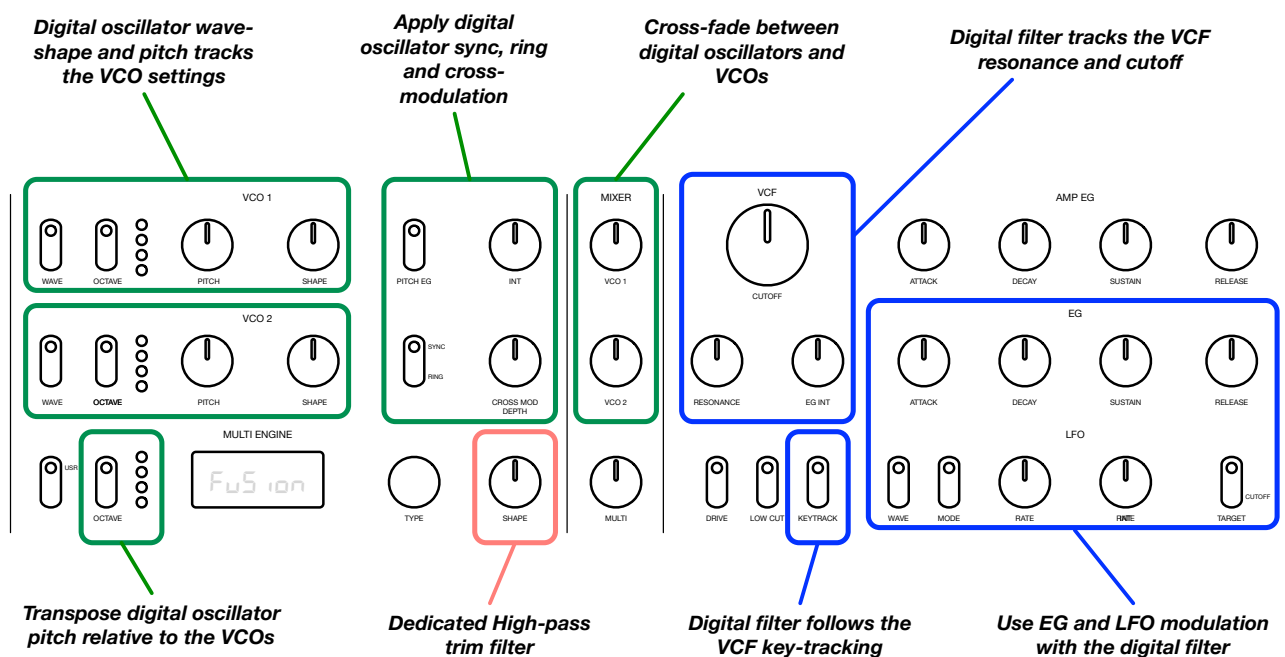 Digital oscillator wave-
shape and pitch tracks
the VCO settings
Apply digital
oscillator sync, ring
and cross-
modulation
Cross-fade between
digital oscillators and
VCOs
Digital filter tracks the VCF
resonance and cutoff
VCO 1
WAVE
OCTAVE
PITCH
SHAPE
PITCH EG
INT
MIXER
VCO 1
VCF
CUTOFF
AMP EG
ATTACK
DECAY
SUSTAIN
RELEASE
VCO 2
WAVE
OCTAVE
PITCH
SHAPE
SYNC
RING
CROSS MOD
DEPTH
VCO 2
RESONANCE
EG INT
EG
ATTACK
DECAY
SUSTAIN
RELEASE
USR
OCTAVE
MULTI ENGINE
FuSion
TYPE
SHAPE
MULTI
DRIVE
LOW CUT
KEYTRACK
LFO
WAVE
MODE
RATE
TARGET
CUTOFF
Transpose digital oscillator
pitch relative to the VCOs
Dedicated High-pass
trim filter
Digital filter follows the
VCF key-tracking
Use EG and LFO modulation
with the digital filter